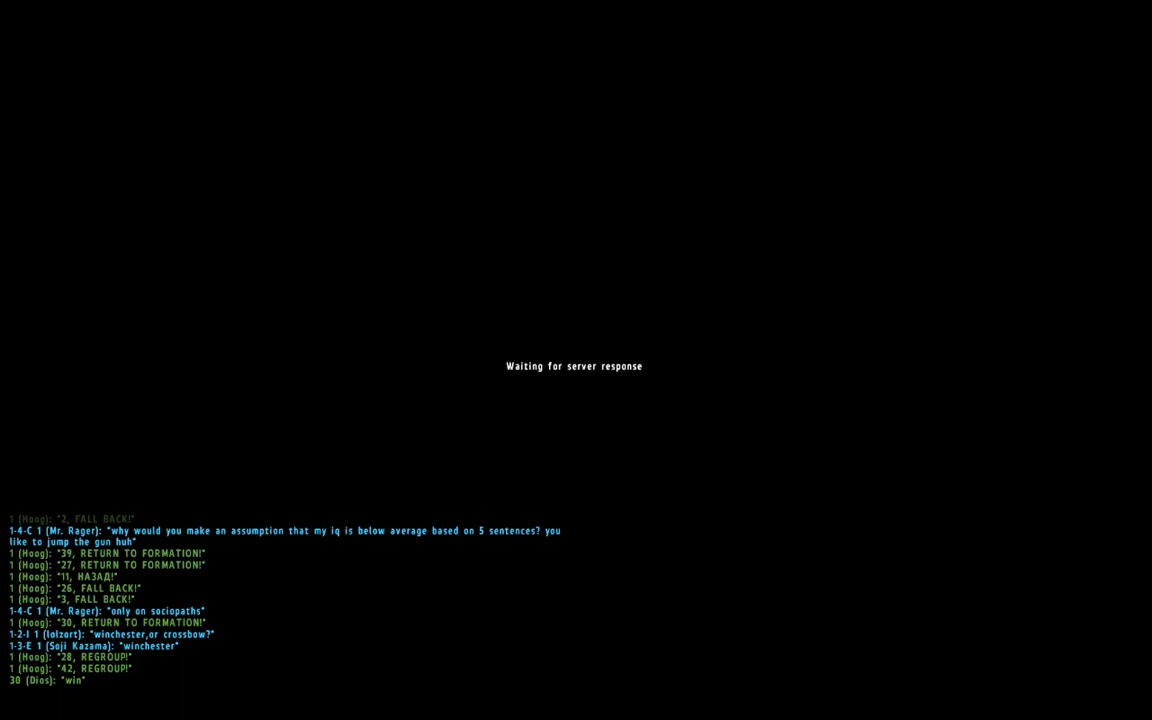 Waiting for server response
1 (Hoog): "2, FALL BACK!"
1-4-C 1 (Mr. Rager): "why would you make an assumption that my iq is below average based on 5 sentences? you
like to jump the gun huh"
1 (Hoog): "39, RETURN TO FORMATION!"
1 (Hoog): "27, RETURN TO FORMATION!"
1 (Hoog): "11, НАЗАД!"
1 (Hoog): "26, FALL BACK!"
1 (Hoog): "3, FALL BACK!"
1-4-C 1 (Mr. Rager): "only on sociopaths"
1 (Hoog): "30, RETURN TO FORMATION!"
1-2-I 1 (lolzort): "winchester,or crossbow?"
1-3-E 1 (Soji Kazama): "winchester"
1 (Hoog): "28, REGROUP!"
1 (Hoog): "42, REGROUP!"
30 (Dios): "win"